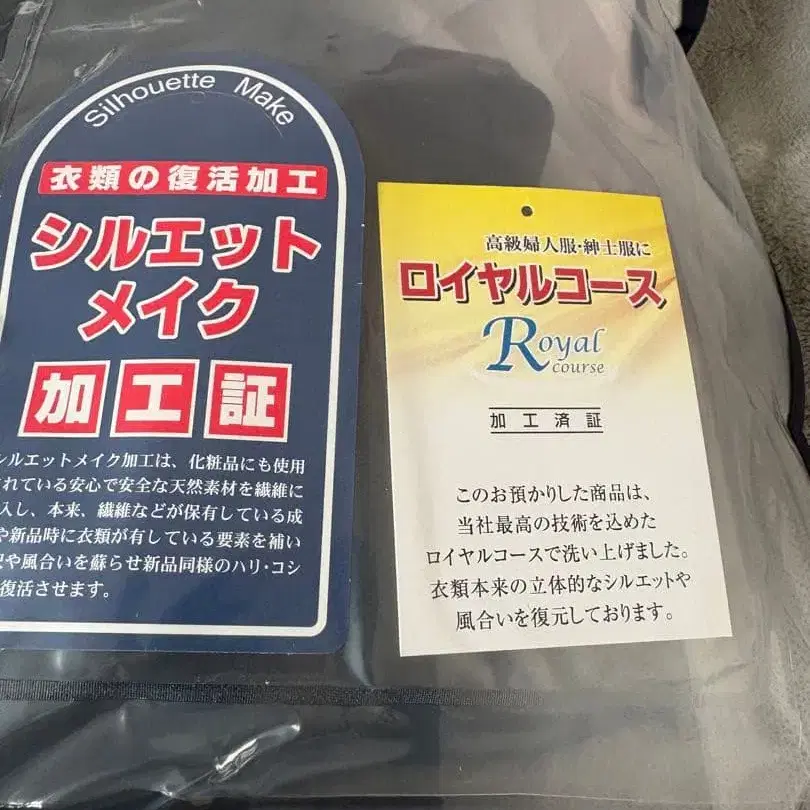 Silhouette Make
衣類の復活加工
シルエット
メイク
加工証
シルエットメイク加工は、化粧品にも使用
れている安心で安全な天然素材を繊維に
入し、本来、繊維などが保有している成
や新品時に衣類が有している要素を補い
や風合いを蘇らせ新品同様のハリ・コシ
復活させます。
高級婦人服・紳士服に
ロイヤルコース
Royal
COURSE
加工済証
このお預かりした商品は、
当社最高の技術を込めた
ロイヤルコースで洗い上げました。
衣類本来の立体的なシルエットや
風合いを復元しております。